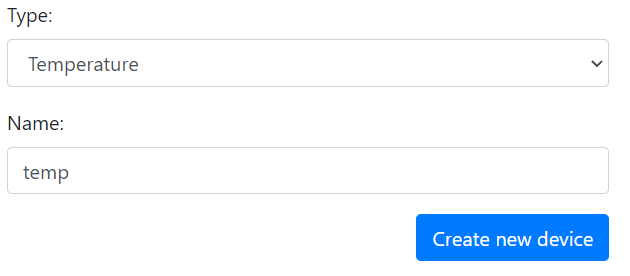 Type:
Temperature
Name:
temp
Create new device